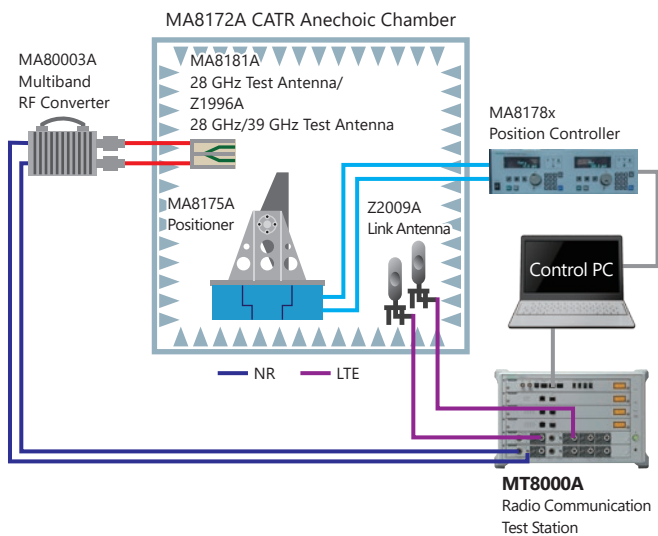 MA8172A CATR Anechoic Chamber
MA80003A
Multiband
RF Converter
MA8181A
28 GHz Test Antenna/
Z1996A
28 GHz/39 GHz Test Antenna
MA8178x
Position Controller
MA8175A
Positioner
Z2009A
Link Antenna
Control PC
NR
LTE
MT8000A
Radio Communication
Test Station